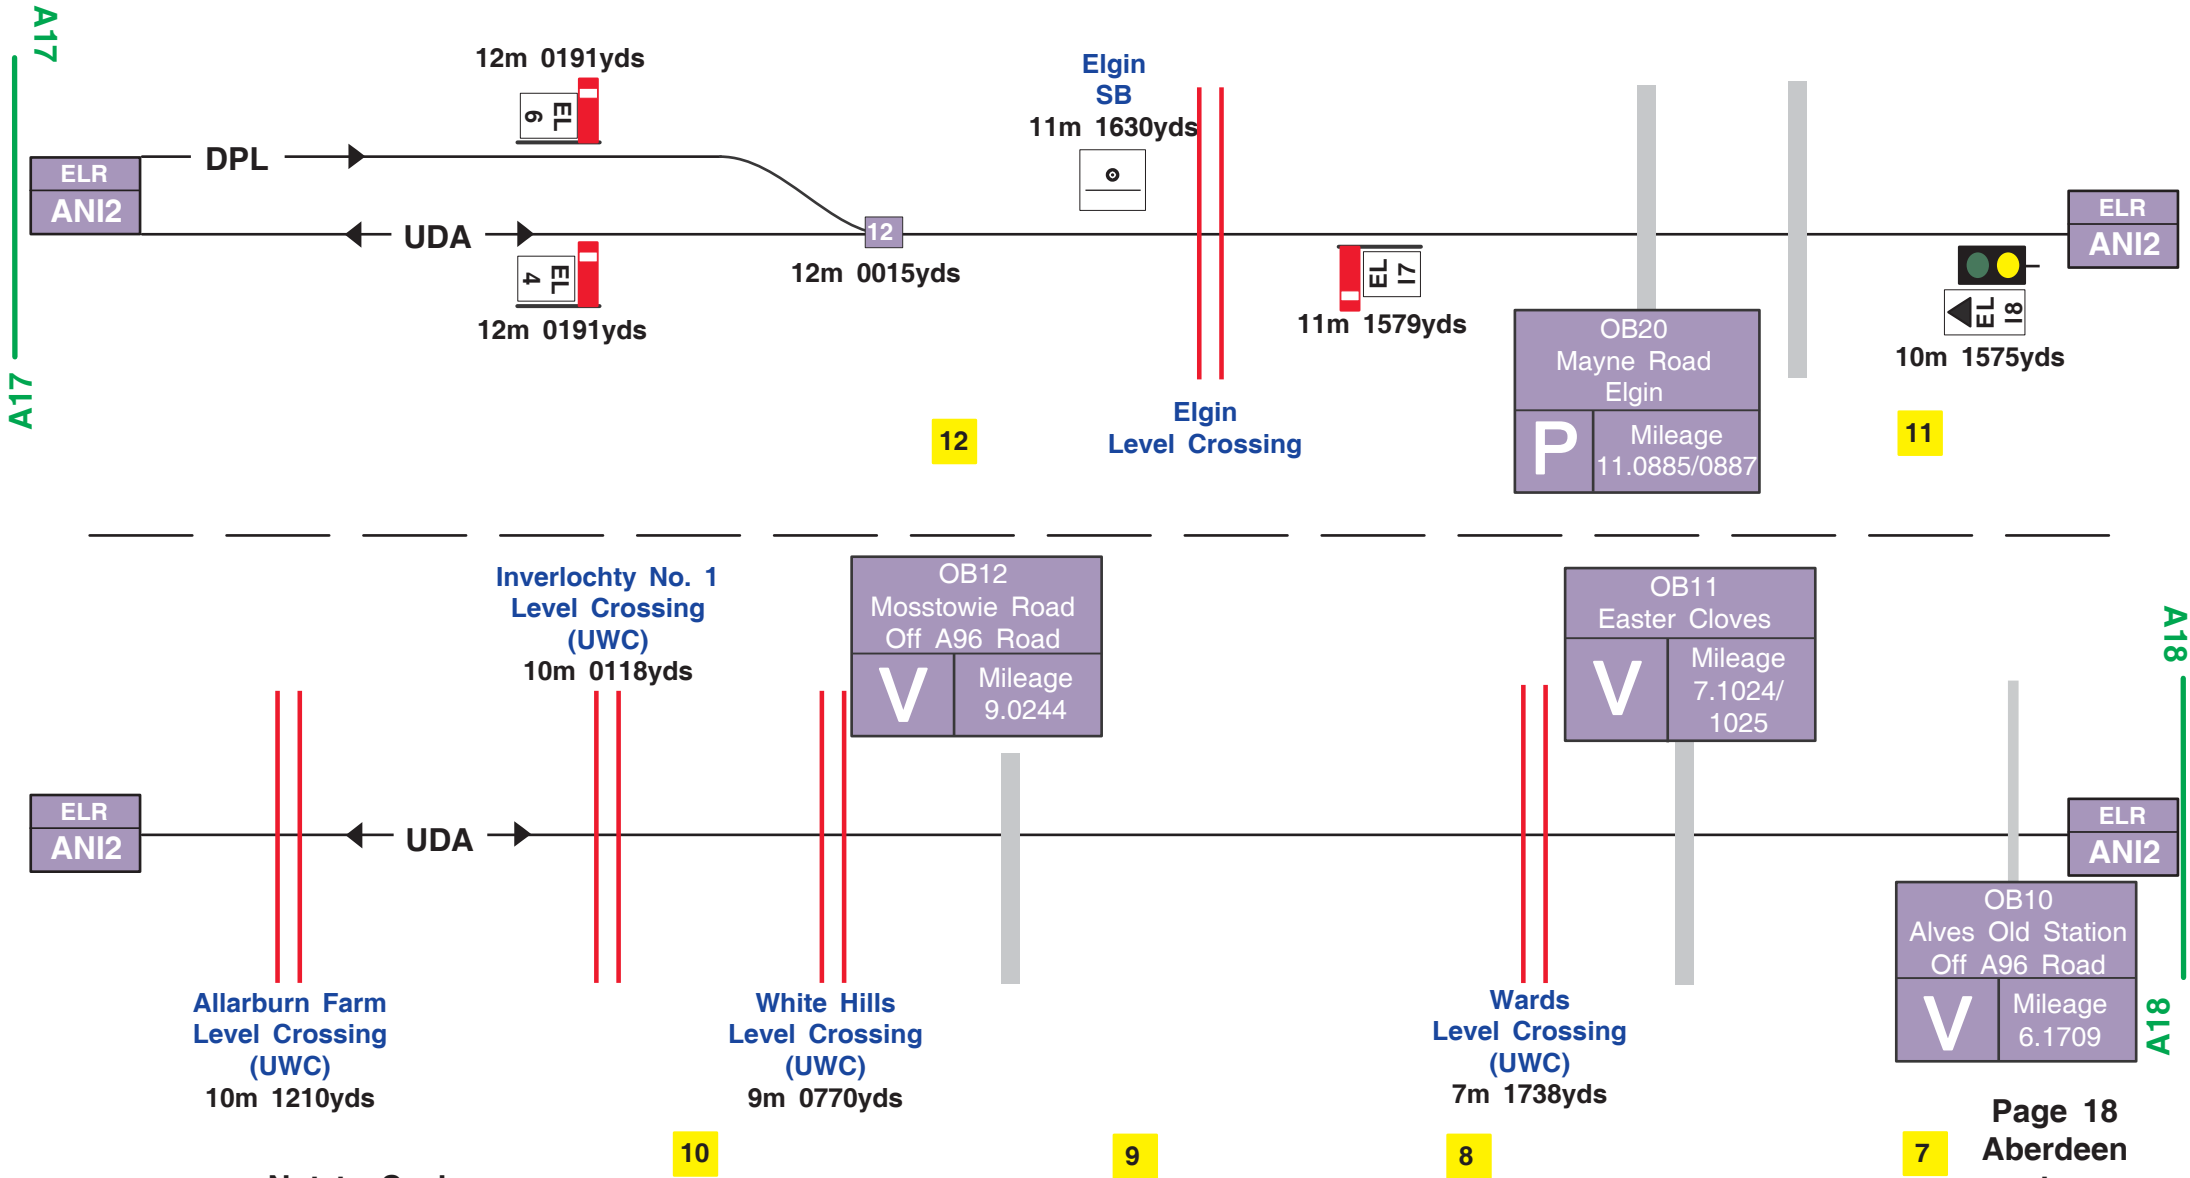 A17
A17
12m 0191yds
EL
6
ELR
ANI2
DPL
UDA
EL
4
12m 0191yds
12
12m 0015yds
Elgin
SB
11m 1630yds
Elgin
Level Crossing
EL
17
11m 1579yds
OB20
Mayne Road
Elgin
P
Mileage
11.0885/0887
ELR
ANI2
EL
18
10m 1575yds
12
11
Inverlochty No. 1
Level Crossing
(UWC)
10m 0118yds
OB12
Mosstowie Road
Off A96 Road
V
Mileage
9.0244
OB11
Easter Cloves
V
Mileage
7.1024/
1025
A18
A18
ELR
ANI2
UDA
ELR
ANI2
Allarburn Farm
Level Crossing
(UWC)
10m 1210yds
White Hills
Level Crossing
(UWC)
9m 0770yds
Wards
Level Crossing
(UWC)
7m 1738yds
OB10
Alves Old Station
Off A96 Road
V
Mileage
6.1709
10
9
8
7
Page 18
Aberdeen